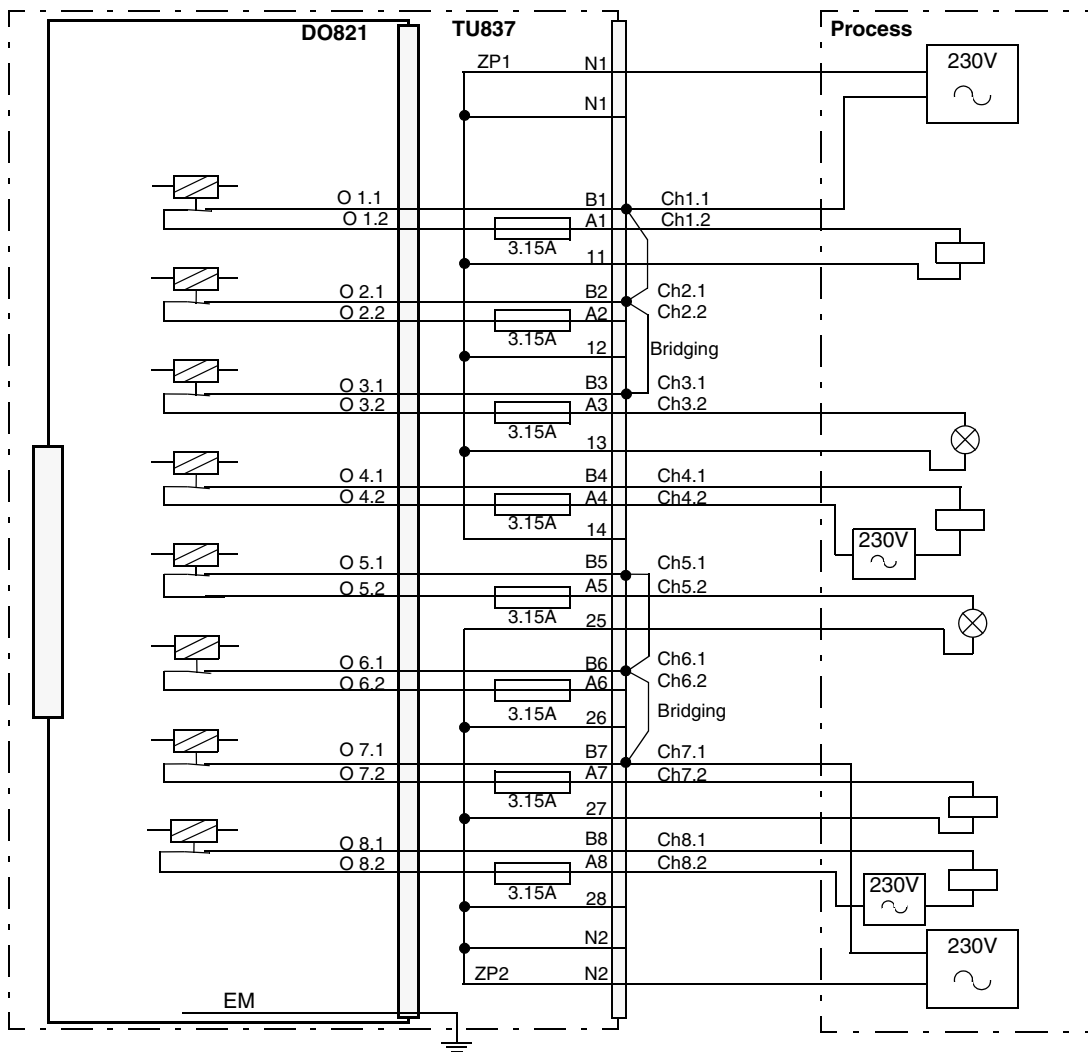 DO821
TU837
Process
ZP1
N1
230V
N1
O 1.1
B1
Ch1.1
O 1.2
A1
Ch1.2
3.15A
11
O 2.1
B2
Ch2.1
O 2.2
A2
Ch2.2
3.15A
12
Bridging
O 3.1
B3
Ch3.1
O 3.2
A3
Ch3.2
3.15A
13
O 4.1
B4
Ch4.1
O 4.2
A4
Ch4.2
3.15A
14
230V
O 5.1
B5
Ch5.1
O 5.2
A5
Ch5.2
3.15A
25
O 6.1
B6
Ch6.1
O 6.2
A6
Ch6.2
3.15A
26
Bridging
O 7.1
B7
Ch7.1
O 7.2
A7
Ch7.2
3.15A
27
O 8.1
B8
Ch8.1
O 8.2
A8
Ch8.2
3.15A
28
230V
N2
230V
ZP2
N2
EM